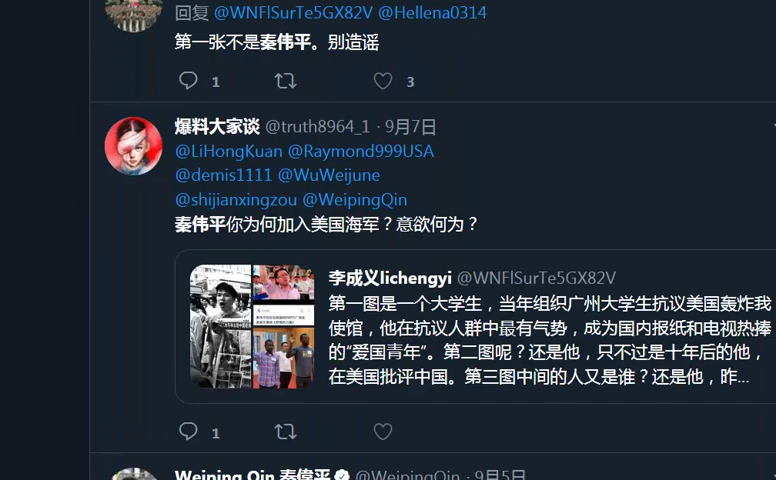 回复 @WNFlSurTe5GX82V @Hellena0314
第一张不是秦伟平。别造谣
1 3
爆料大家谈 @truth8964_1 · 9月7日
@LiHongKuan @Raymond999USA
@demis1111 @WuWeijune
@shijianxingzou @WeipingQin
秦伟平你为何加入美国海军？意欲何为？
李成义lichengyi @WNFlSurTe5GX82V
第一图是一个大学生，当年组织广州大学生抗议美国轰炸我
使馆，他在抗议人群中最有气势，成为国内报纸和电视热捧
的“爱国青年”。第二图呢？还是他，只不过是十年后的他，
在美国批评中国。第三图中间的人又是谁？还是他，昨...
1
Weiping Qin 秦偉平 @WeipingQin · 9月5日